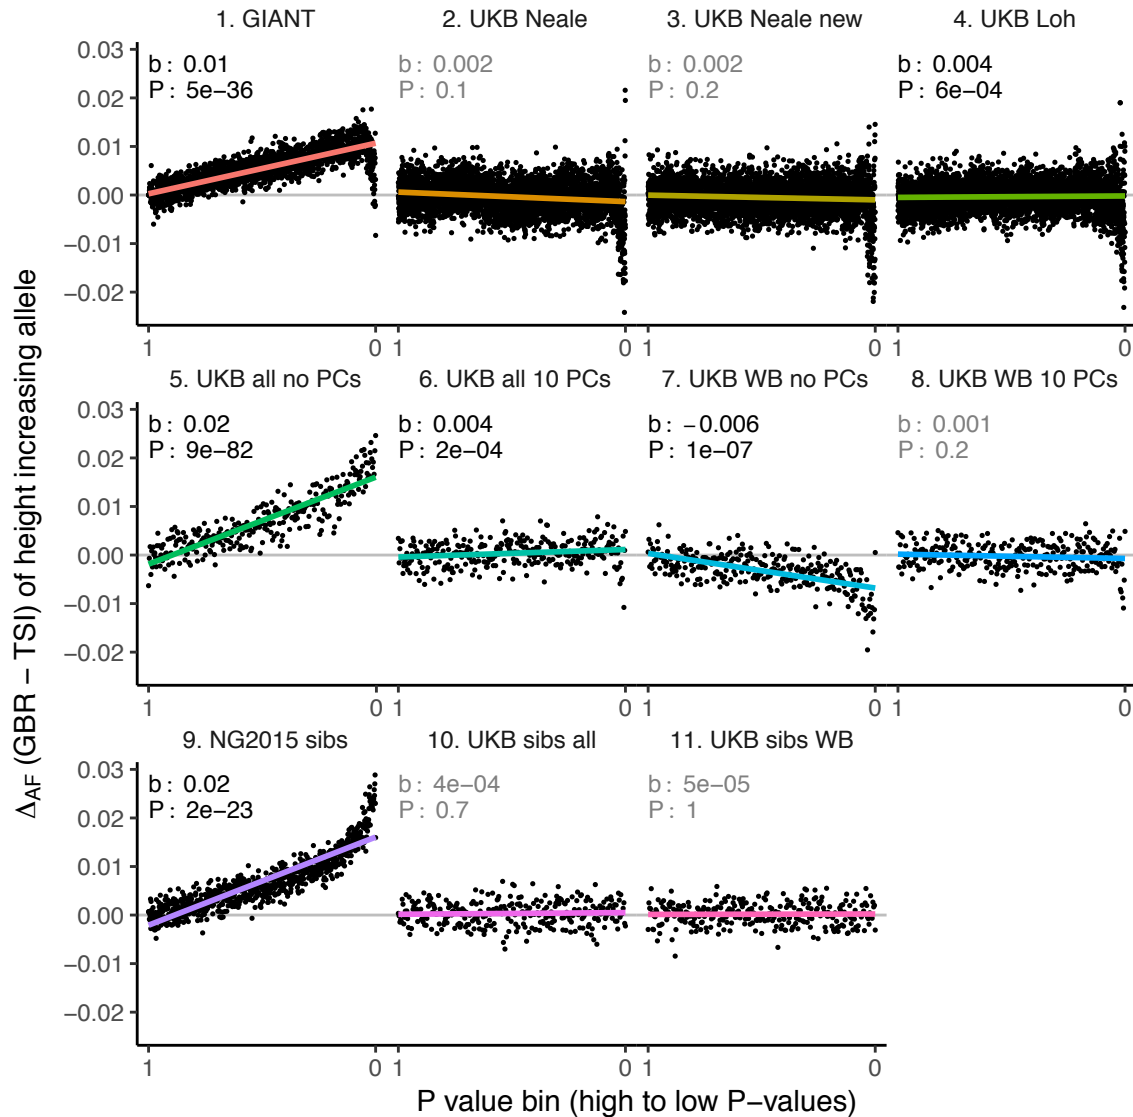 1. GIANT
2. UKB Neale
3. UKB Neale new
4. UKB Loh
b: 0.01
P: 5e−36
b: 0.002
P: 0.1
b: 0.002
P: 0.2
b: 0.004
P: 6e−04
0.03
0.02
0.01
0.00
−0.01
−0.02
1 0 1 0 1 0 1 0
5. UKB all no PCs
6. UKB all 10 PCs
7. UKB WB no PCs
8. UKB WB 10 PCs
b: 0.02
P: 9e−82
b: 0.004
P: 2e−04
b: −0.006
P: 1e−07
b: 0.001
P: 0.2
0.03
0.02
0.01
0.00
−0.01
−0.02
1 0 1 0 1 0 1 0
9. NG2015 sibs
10. UKB sibs all
11. UKB sibs WB
b: 0.02
P: 2e−23
b: 4e−04
P: 0.7
b: 5e−05
P: 1
0.03
0.02
0.01
0.00
−0.01
−0.02
1 0 1 0 1 0
Δ_AF (GBR − TSI) of height increasing allele
P value bin (high to low P−values)